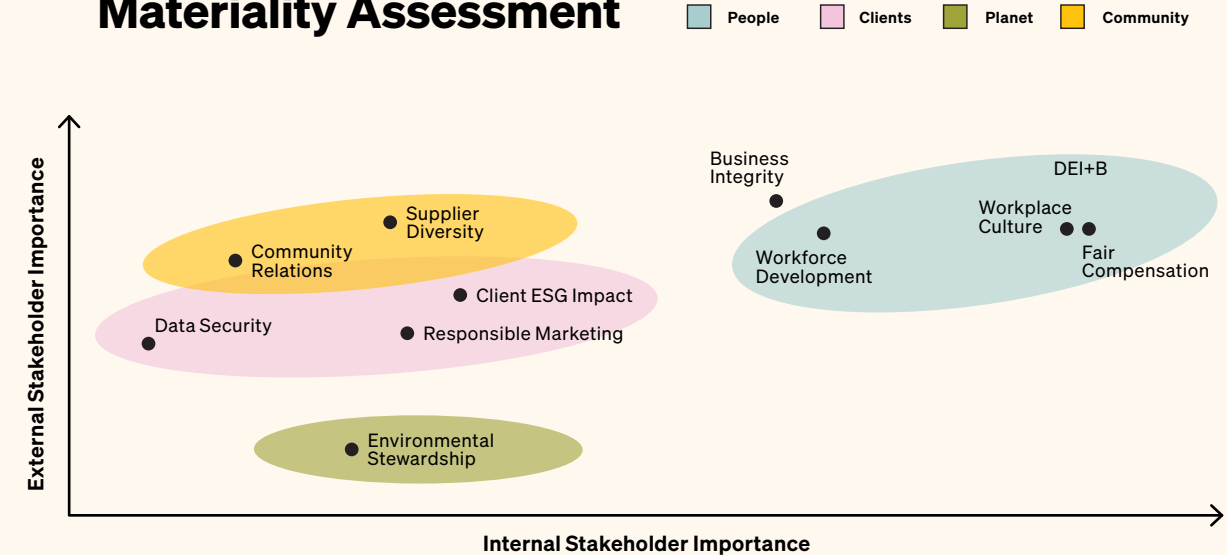 Materiality Assessment
People
Clients
Planet
Community
External Stakeholder Importance
Business
Integrity
DEI+B
Workplace
Culture
Supplier
Diversity
Community
Relations
Workforce
Development
Fair
Compensation
Client ESG Impact
Data Security
Responsible Marketing
Environmental
Stewardship
Internal Stakeholder Importance